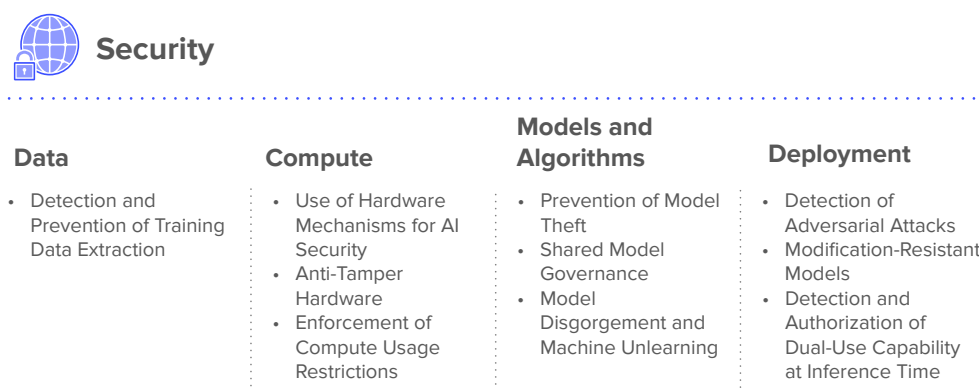 Security
Data
• Detection and
Prevention of Training
Data Extraction
Compute
• Use of Hardware
Mechanisms for AI
Security
• Anti-Tamper
Hardware
• Enforcement of
Compute Usage
Restrictions
Models and
Algorithms
• Prevention of Model
Theft
• Shared Model
Governance
• Model
Disgorgement and
Machine Unlearning
Deployment
• Detection of
Adversarial Attacks
• Modification-Resistant
Models
• Detection and
Authorization of
Dual-Use Capability
at Inference Time